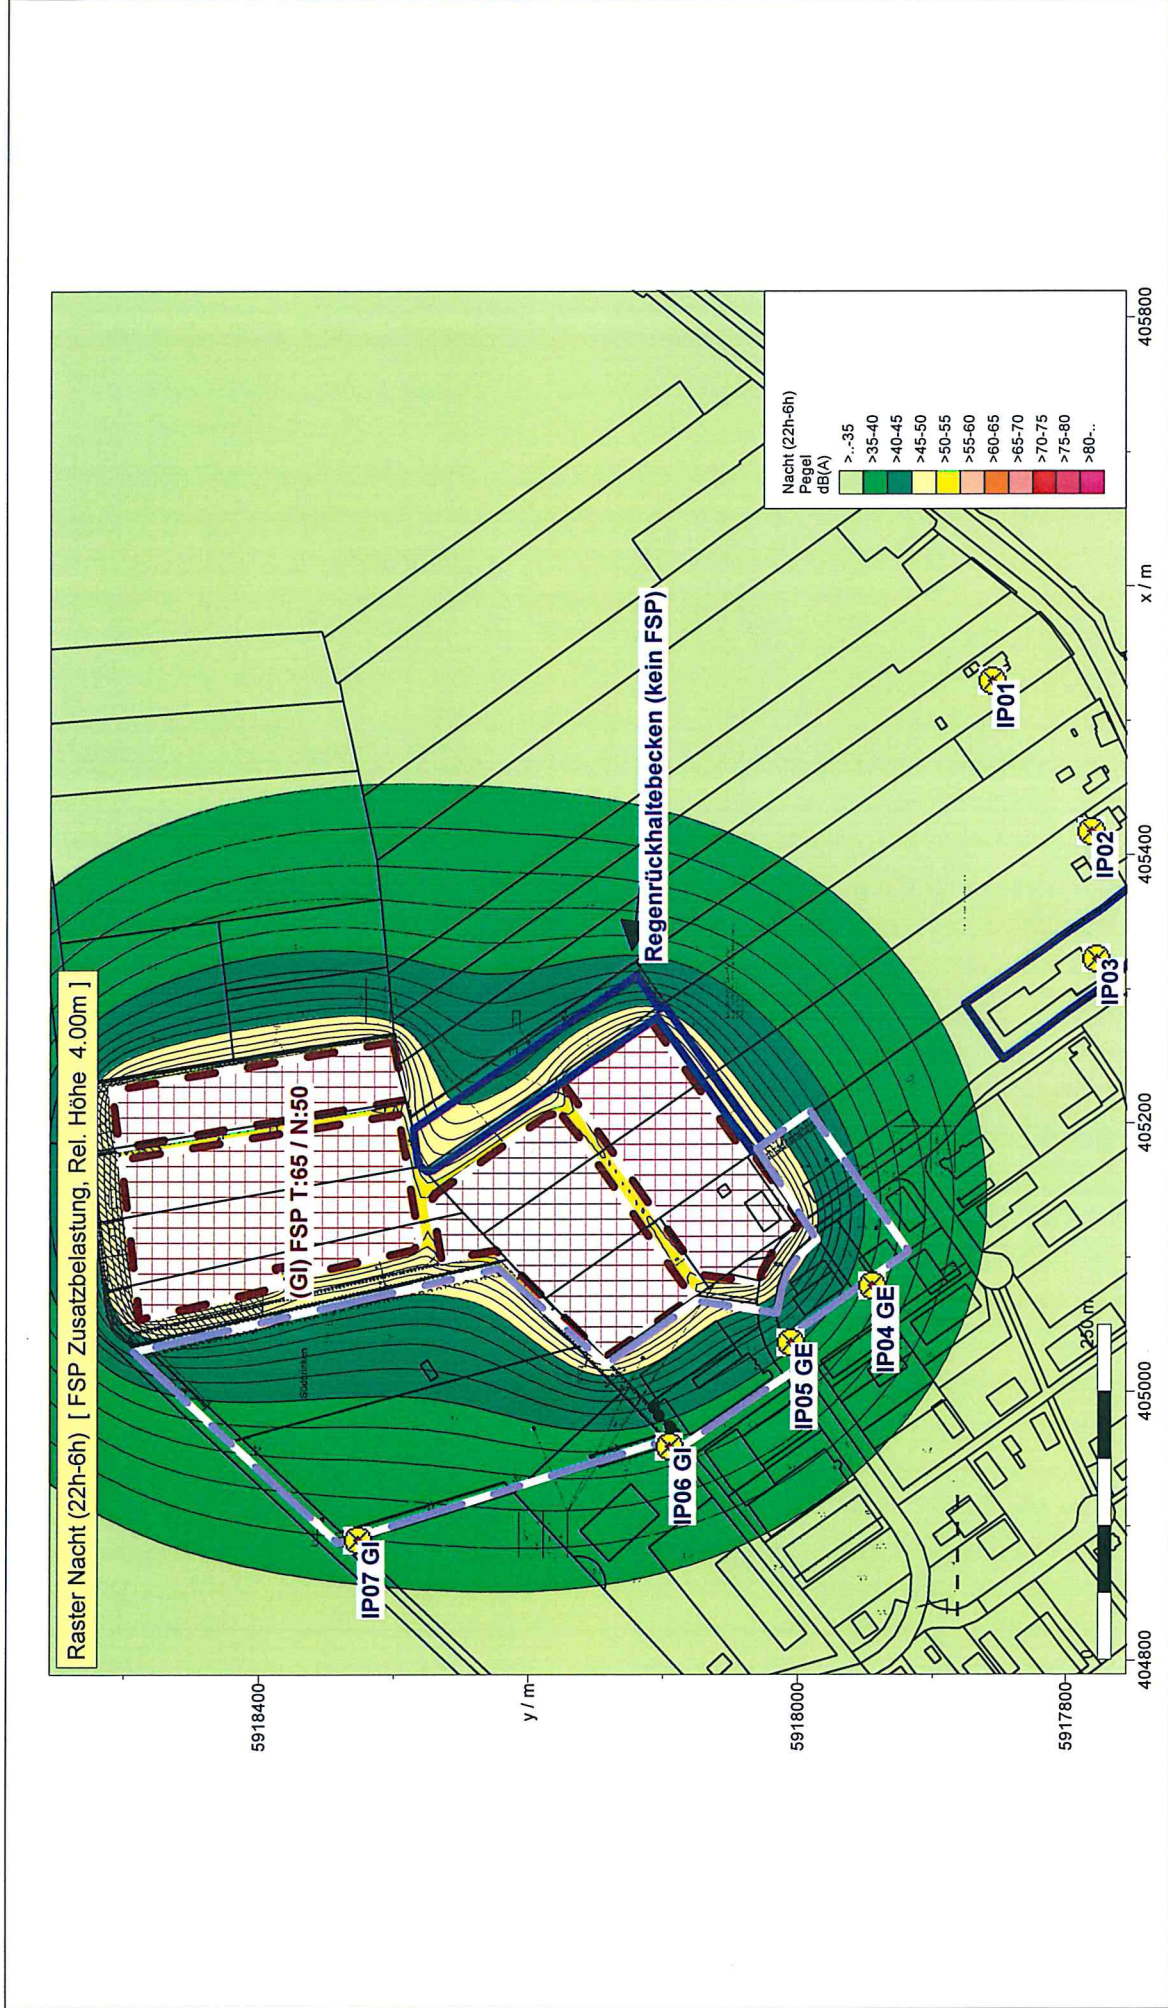 Raster Nacht (22h-6h) [ FSP Zusatzbelastung, Rel. Höhe 4.00m ]
(GI) FSP T:65 / N:50
Regenrückhaltebecken (kein FSP)
Südbrinken
IP07 GI
IP06 GI
IP05 GE
IP04 GE
IP03
IP02
IP01
Nacht (22h-6h)
Pegel
dB(A)
>..-35
>35-40
>40-45
>45-50
>50-55
>55-60
>60-65
>65-70
>70-75
>75-80
>80-..
5918400
y / m
5918000
5917800
0
250 m
404800
405000
405200
405400
x / m
405800